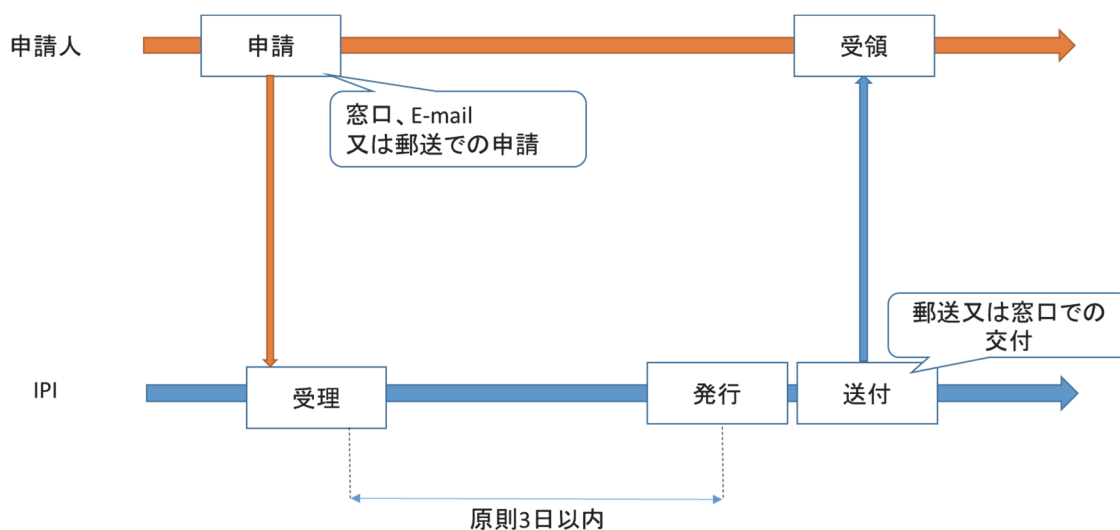 申請人
申請
受領
窓口、E-mail
又は郵送での申請
郵送又は窓口での
交付
IPI
受理
発行
送付
原則3日以内